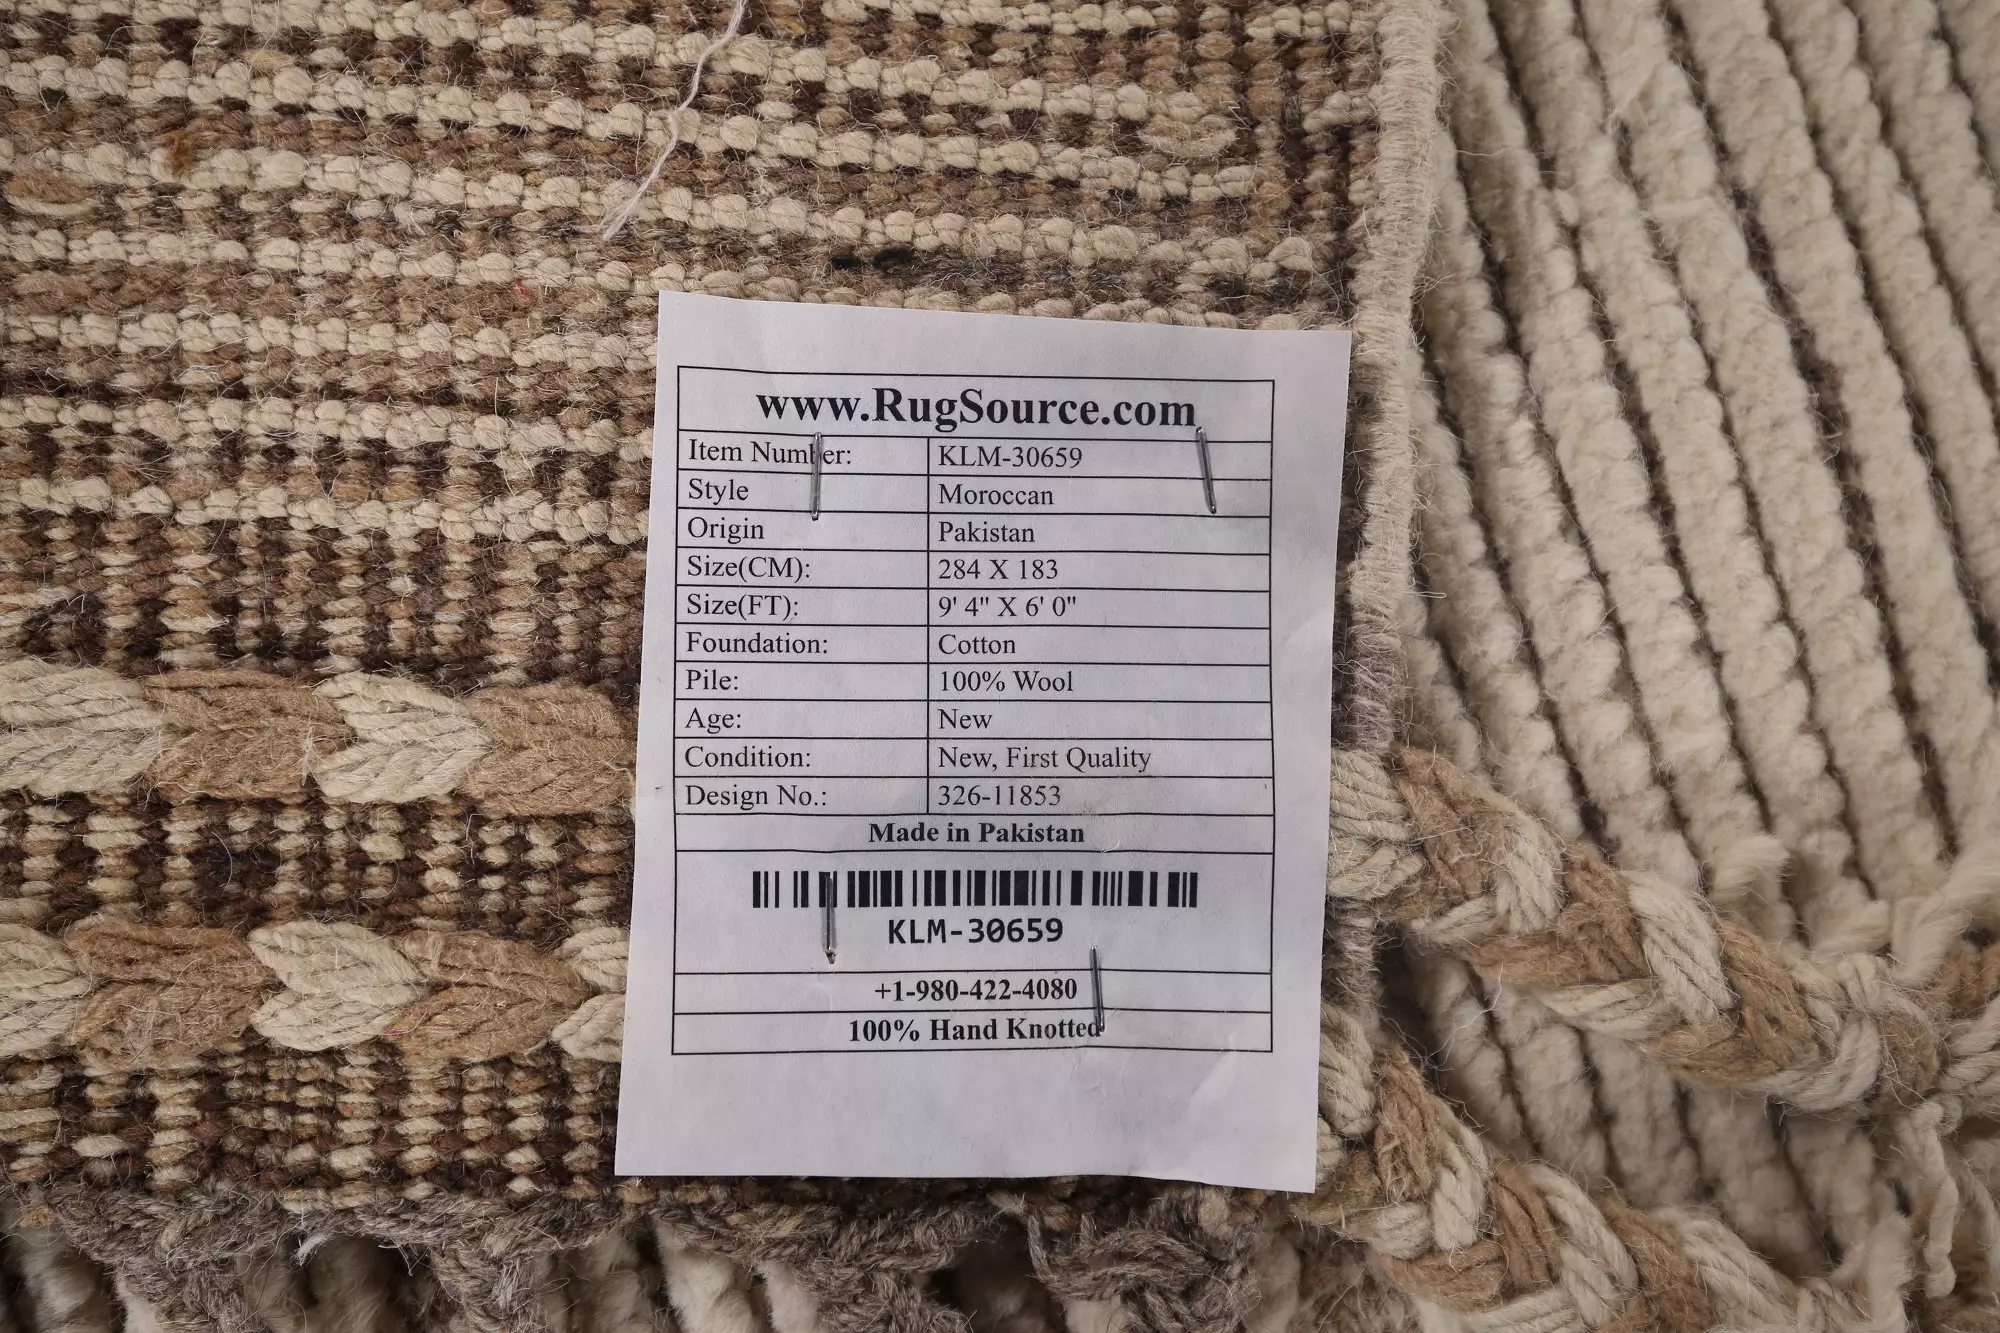 www.RugSource.com
Item Number: KLM-30659
Style Moroccan
Origin Pakistan
Size(CM): 284 X 183
Size(FT): 9' 4" X 6' 0"
Foundation: Cotton
Pile: 100% Wool
Age: New
Condition: New, First Quality
Design No.: 326-11853
Made in Pakistan
KLM-30659
+1-980-422-4080
100% Hand Knotted